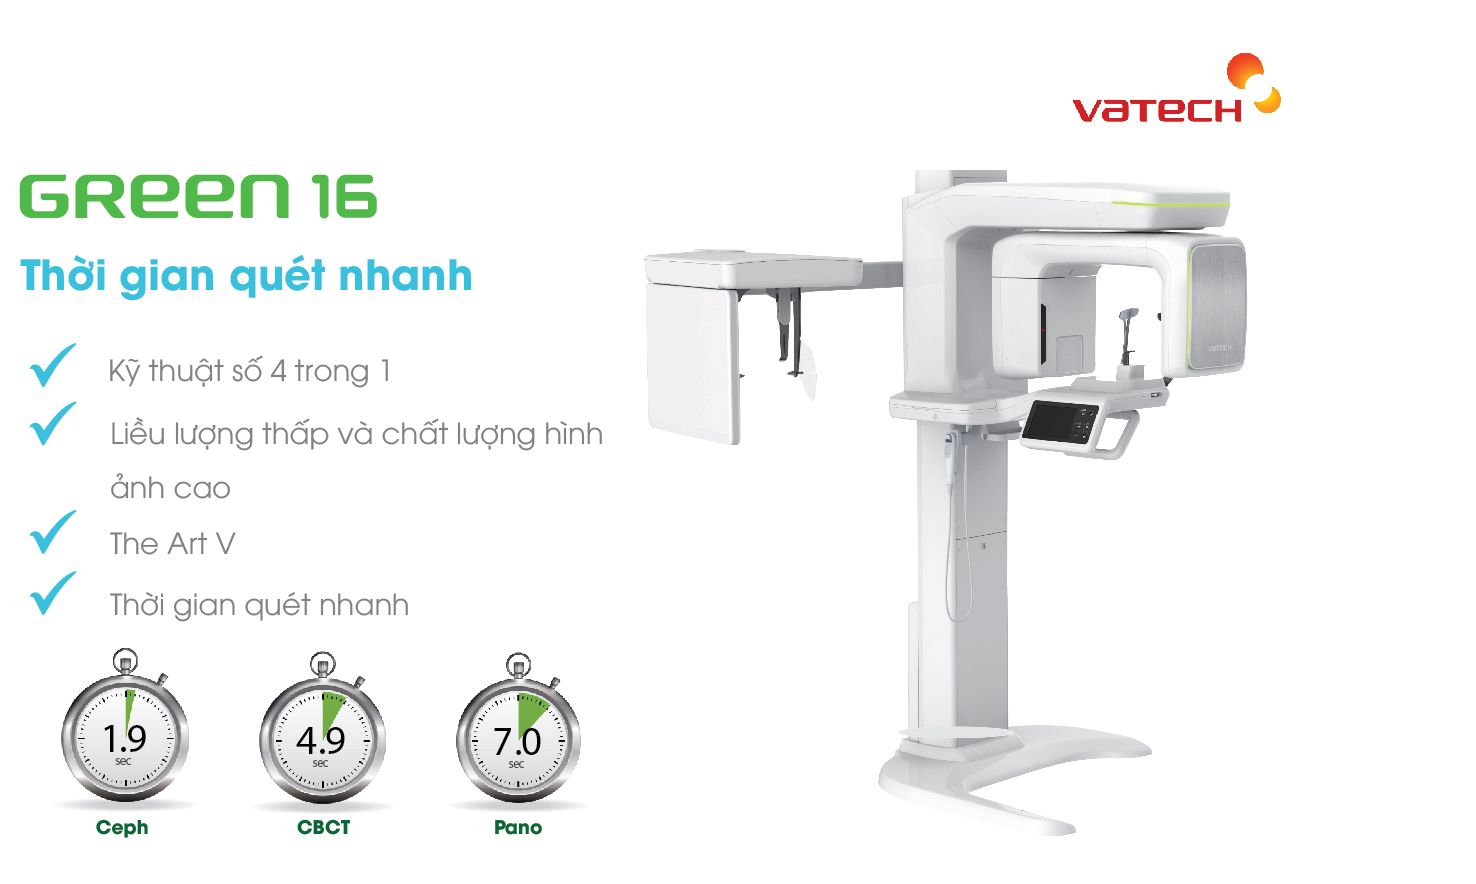 VATECH
GREEN 16
Thời gian quét nhanh
Kỹ thuật số 4 trong 1
Liều lượng thấp và chất lượng hình
ảnh cao
The Art V
Thời gian quét nhanh
1.9
sec
4.9
sec
7.0
sec
Ceph
CBCT
Pano
VATECH